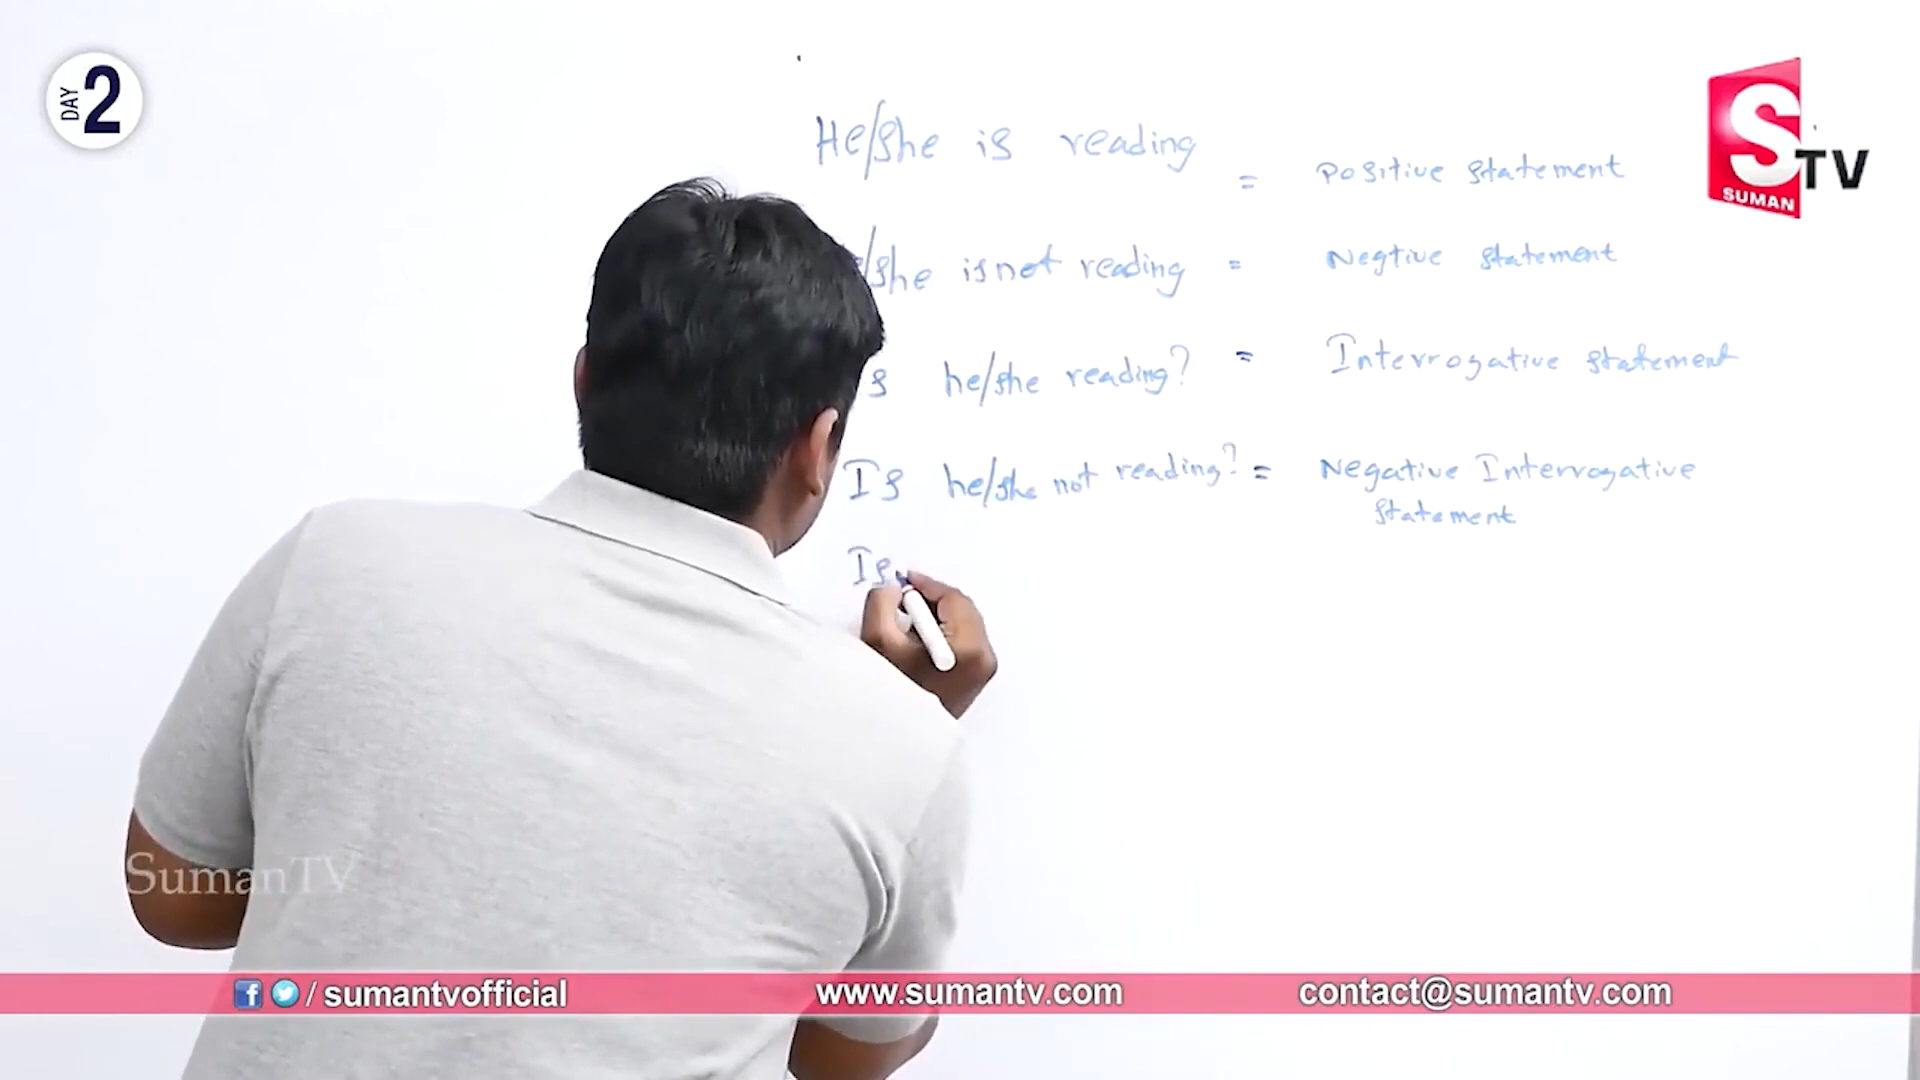 DAY 2
S TV
SUMAN
He/she is reading = Positive statement
/she is not reading = Negtive statement
s he/she reading? = Interrogative statement
Is he/she not reading? = Negative Interrogative
statement
Is
SumanTV
/ sumantvofficial www.sumantv.com contact@sumantv.com